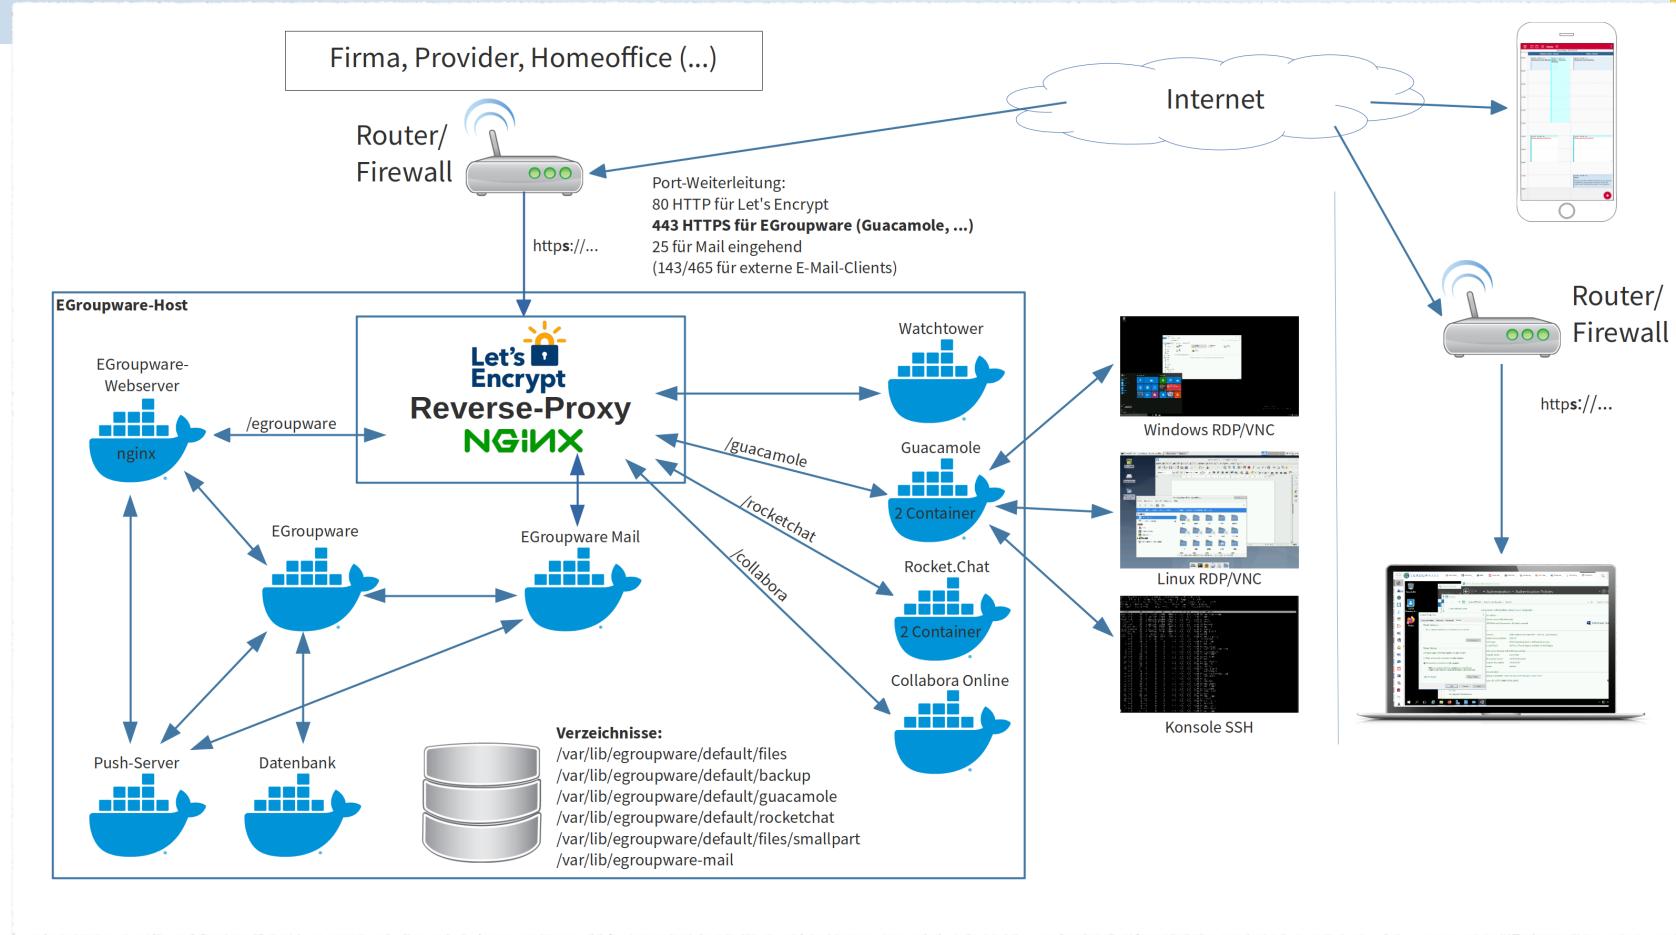 Firma, Provider, Homeoffice (...)
Internet
Router/
Firewall
Port-Weiterleitung:
80 HTTP für Let's Encrypt
443 HTTPS für EGroupware (Guacamole, ...)
25 für Mail eingehend
(143/465 für externe E-Mail-Clients)
https://...
Router/
Firewall
https://...
EGroupware-Host
Let's
Encrypt
Reverse-Proxy
NGINX
Watchtower
EGroupware-
Webserver
nginx
/egroupware
/guacamole
Guacamole
2 Container
/rocketchat
/collabora
EGroupware
EGroupware Mail
Rocket.Chat
2 Container
Collabora Online
Windows RDP/VNC
Linux RDP/VNC
Konsole SSH
Push-Server
Datenbank
Verzeichnisse:
/var/lib/egroupware/default/files
/var/lib/egroupware/default/backup
/var/lib/egroupware/default/guacamole
/var/lib/egroupware/default/rocketchat
/var/lib/egroupware/default/files/smallpart
/var/lib/egroupware-mail